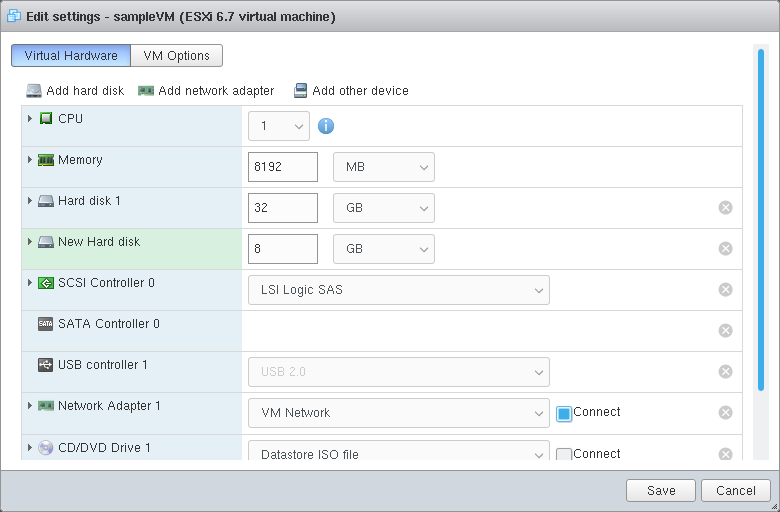 Edit settings - sampleVM (ESXi 6.7 virtual machine)
Virtual Hardware VM Options
Add hard disk Add network adapter Add other device
CPU 1 i
Memory 8192 MB
Hard disk 1 32 GB
New Hard disk 8 GB
SCSI Controller 0 LSI Logic SAS
SATA SATA Controller 0
USB controller 1 USB 2.0
Network Adapter 1 VM Network Connect
CD/DVD Drive 1 Datastore ISO file Connect
Save Cancel